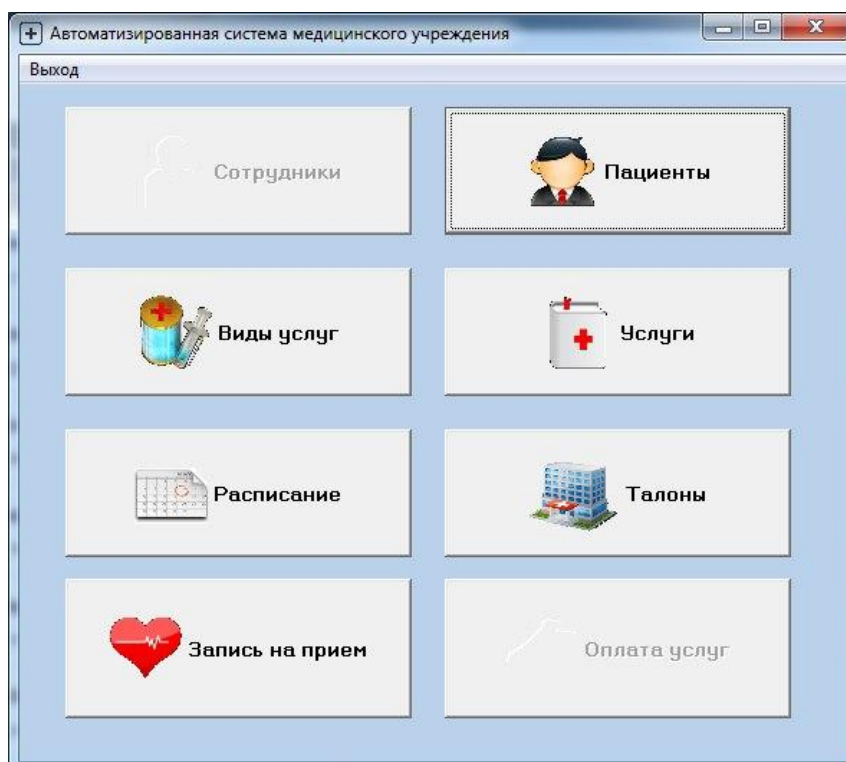 Автоматизированная система медицинского учреждения
Выход
Сотрудники
Пациенты
Виды услуг
Услуги
Расписание
Талоны
Запись на прием
Оплата услуг